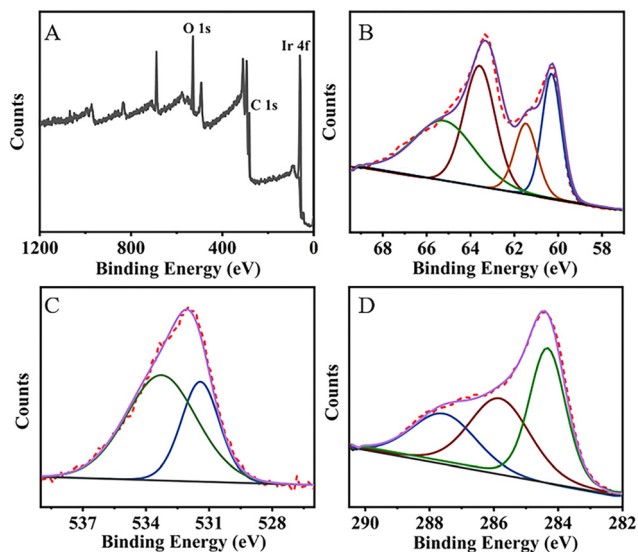 A
O 1s
Ir 4f
C 1s
Counts
1200 800 400 0
Binding Energy (eV)
B
Counts
68 66 64 62 60 58
Binding Energy (eV)
C
Counts
537 534 531 528
Binding Energy (eV)
D
Counts
290 288 286 284 282
Binding Energy (eV)